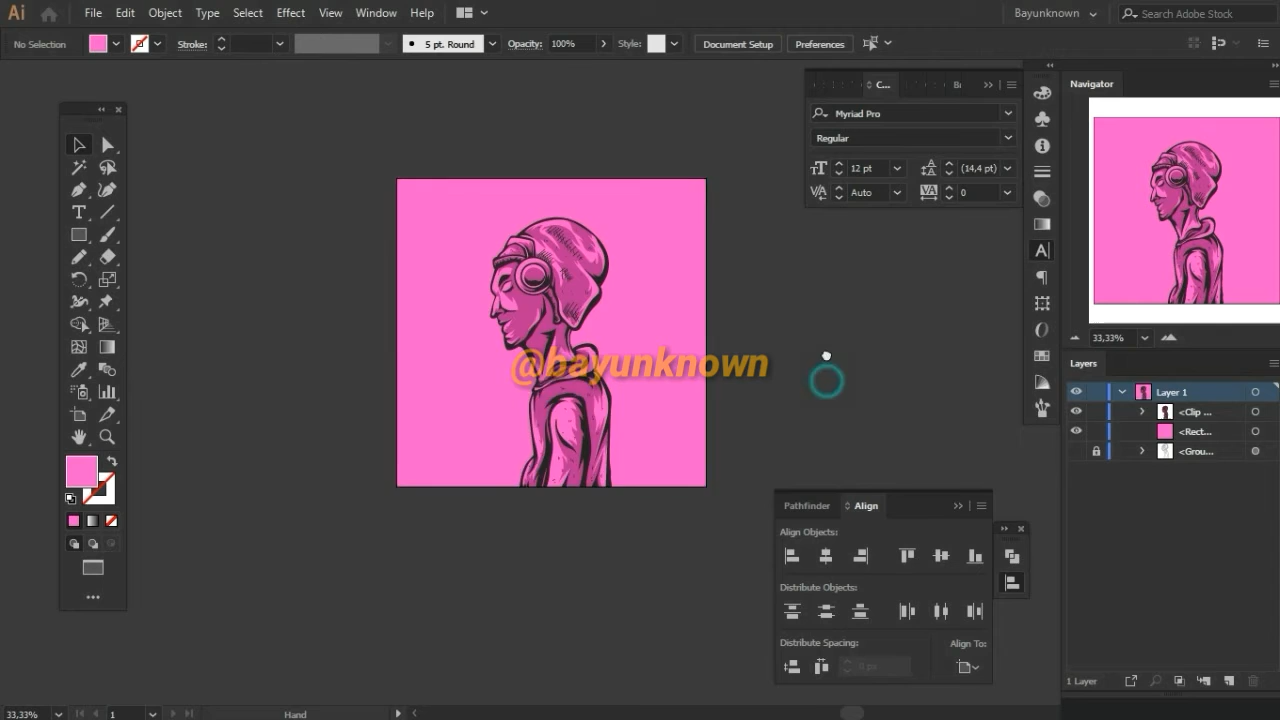 Ai File Edit Object Type Select Effect View Window Help Bayunknown Search Adobe Stock
No Selection Stroke: 5 pt. Round Opacity: 100% Style: Document Setup Preferences
C... Navigator
Myriad Pro
Regular
12 pt (14,4 pt)
Auto 0
33,33%
Layers
Layer 1
<Clip ...
<Rect...
<Grou...
@bayunknown
Pathfinder Align
Align Objects:
Distribute Objects:
Distribute Spacing: Align To:
0 px
1 Layer
33,33% 1 Hand